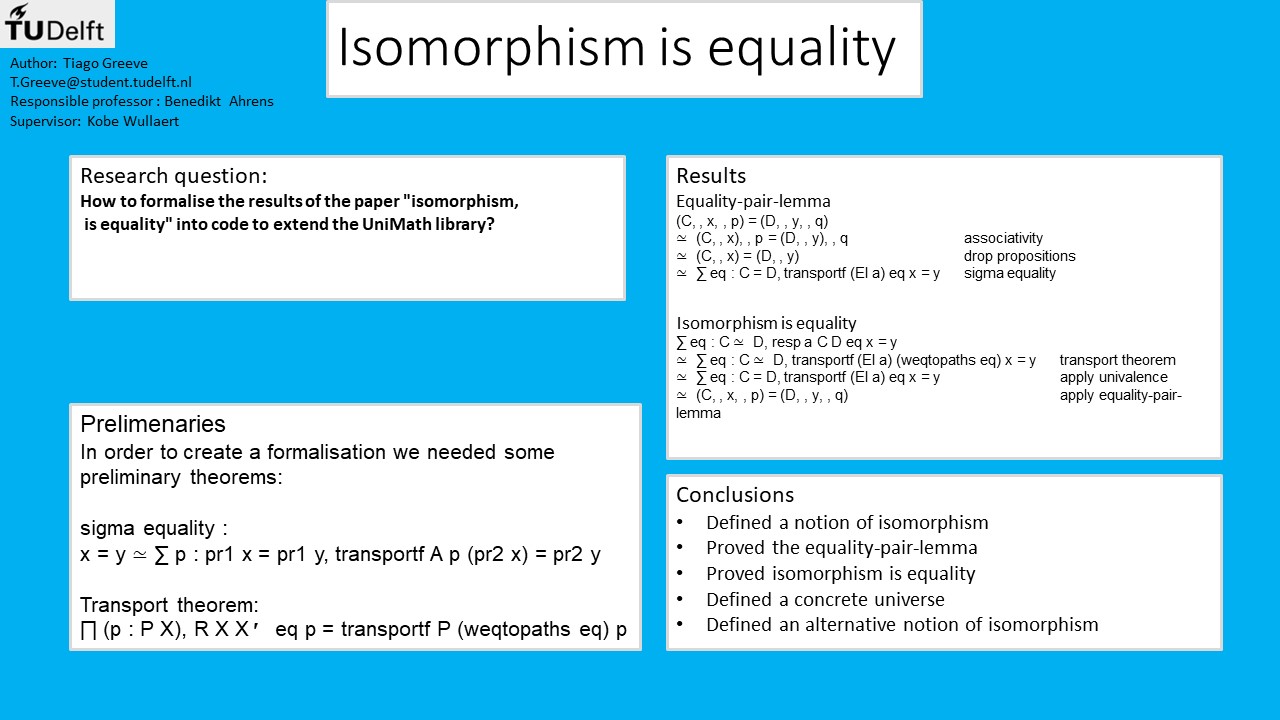 TUDelft
Isomorphism is equality
Author: Tiago Greeve
T.Greeve@student.tudelft.nl
Responsible professor : Benedikt Ahrens
Supervisor: Kobe Wullaert
Research question:
How to formalise the results of the paper "isomorphism,
is equality" into code to extend the UniMath library?
Prelimenaries
In order to create a formalisation we needed some
preliminary theorems:
sigma equality :
x = y ≃ ∑ p : pr1 x = pr1 y, transportf A p (pr2 x) = pr2 y
Transport theorem:
∏ (p : P X), R X X′ eq p = transportf P (weqtopaths eq) p
Results
Equality-pair-lemma
(C, , x, , p) = (D, , y, , q)
≃ (C, , x), , p = (D, , y), , q associativity
≃ (C, , x) = (D, , y) drop propositions
≃ ∑ eq : C = D, transportf (El a) eq x = y sigma equality
Isomorphism is equality
∑ eq : C ≃ D, resp a C D eq x = y
≃ ∑ eq : C ≃ D, transportf (El a) (weqtopaths eq) x = y transport theorem
≃ ∑ eq : C = D, transportf (El a) eq x = y apply univalence
≃ (C, , x, , p) = (D, , y, , q) apply equality-pair-
lemma
Conclusions
• Defined a notion of isomorphism
• Proved the equality-pair-lemma
• Proved isomorphism is equality
• Defined a concrete universe
• Defined an alternative notion of isomorphism